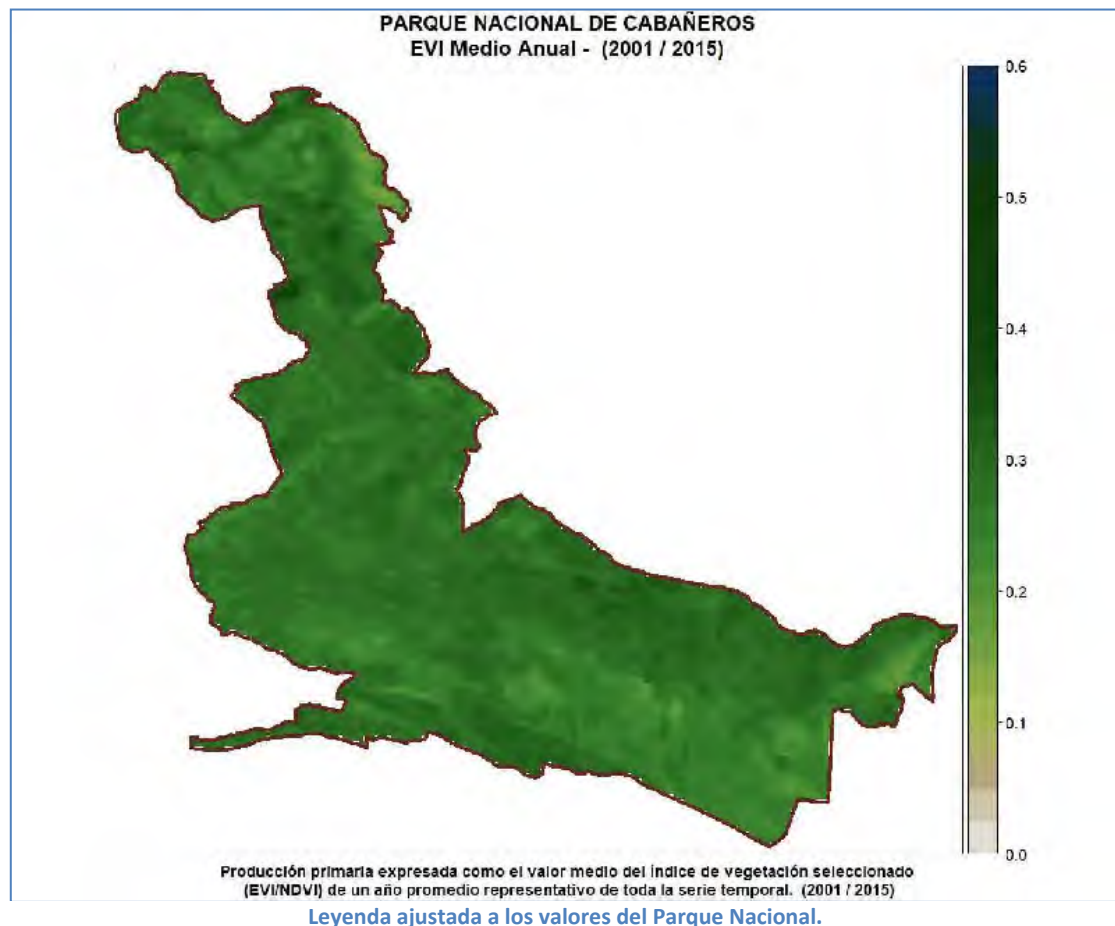 PARQUE NACIONAL DE CABAÑEROS
EVI Medio Anual - (2001 / 2015)
0.6
0.5
0.4
0.3
0.2
0.1
0.0
Producción primaria expresada como el valor medio del índice de vegetación seleccionado
(EVI/NDVI) de un año promedio representativo de toda la serie temporal. (2001 / 2015)
Leyenda ajustada a los valores del Parque Nacional.